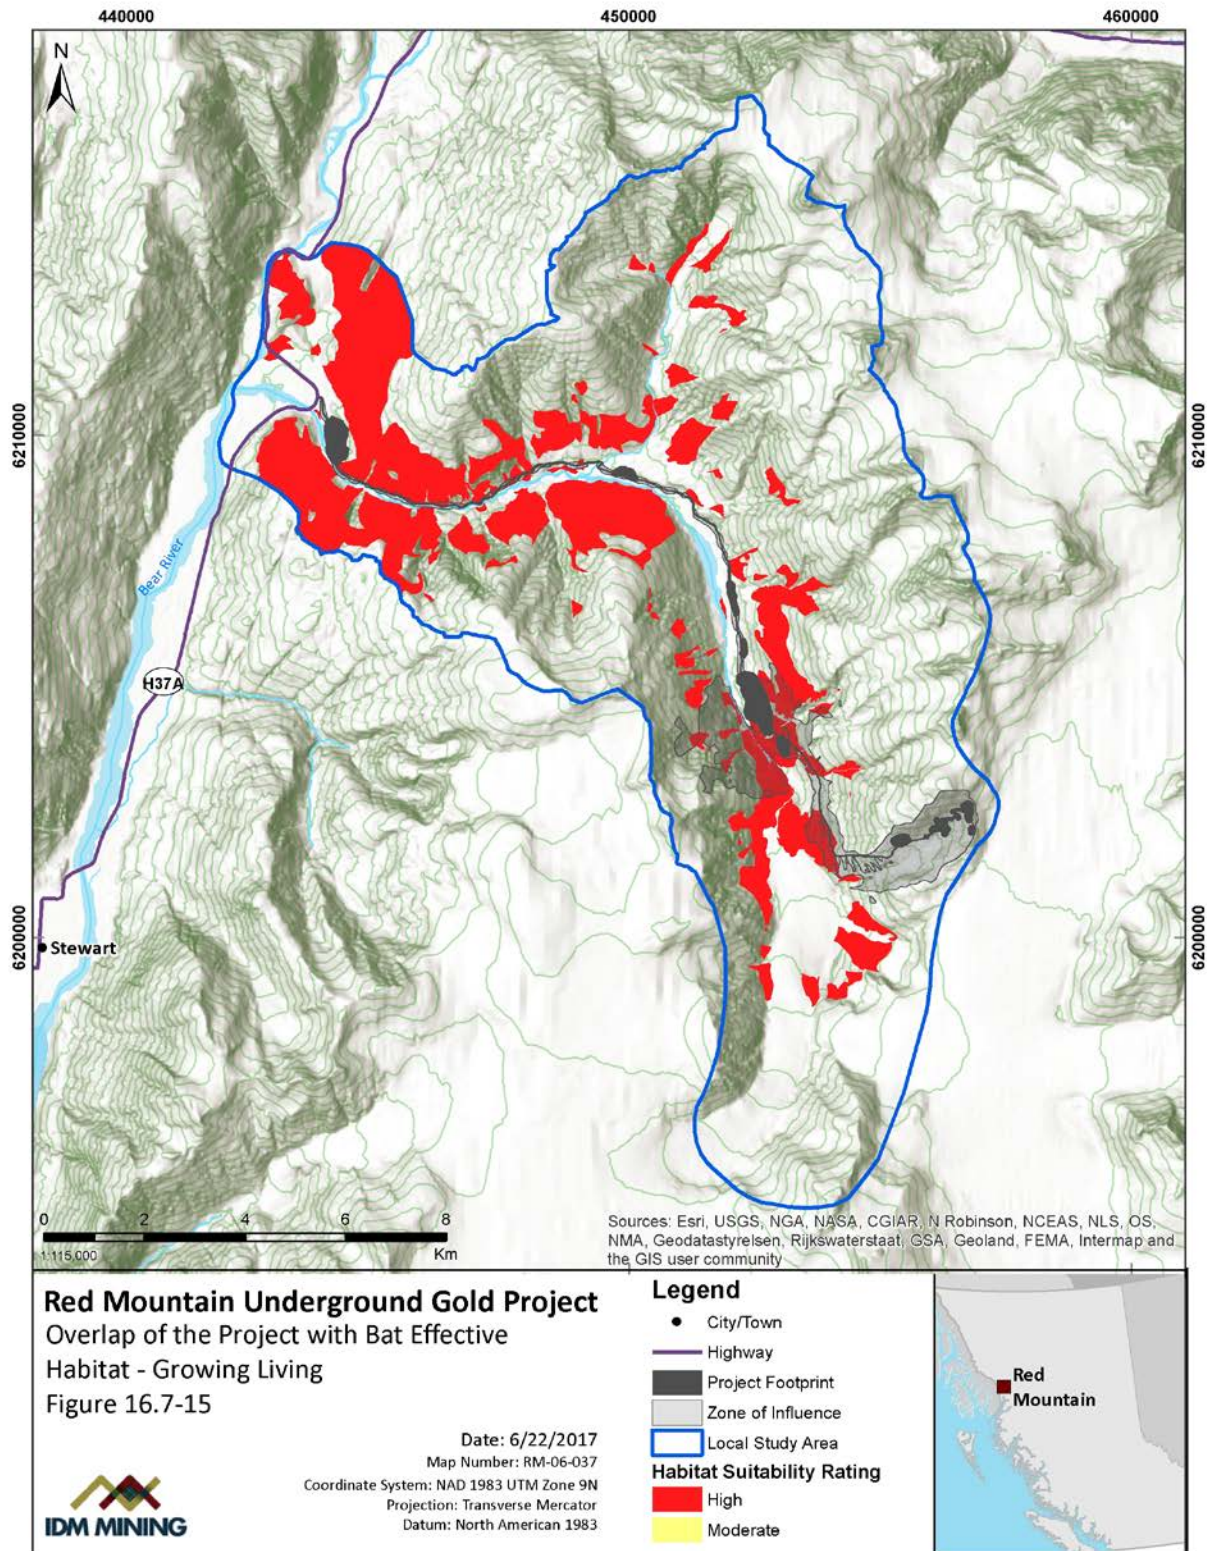 440000
450000
460000
N
6210000
6210000
Bear River
H37A
6200000
6200000
Stewart
0 2 4 6 8
Km
1:115,000
Sources: Esri, USGS, NGA, NASA, CGIAR, N Robinson, NCEAS, NLS, OS,
NMA, Geodatastyrelsen, Rijkswaterstaat, GSA, Geoland, FEMA, Intermap and
the GIS user community
Red Mountain Underground Gold Project
Overlap of the Project with Bat Effective
Habitat - Growing Living
Figure 16.7-15
Date: 6/22/2017
Map Number: RM-06-037
Coordinate System: NAD 1983 UTM Zone 9N
Projection: Transverse Mercator
Datum: North American 1983
IDM MINING
Legend
City/Town
Highway
Project Footprint
Zone of Influence
Local Study Area
Habitat Suitability Rating
High
Moderate
Red
Mountain